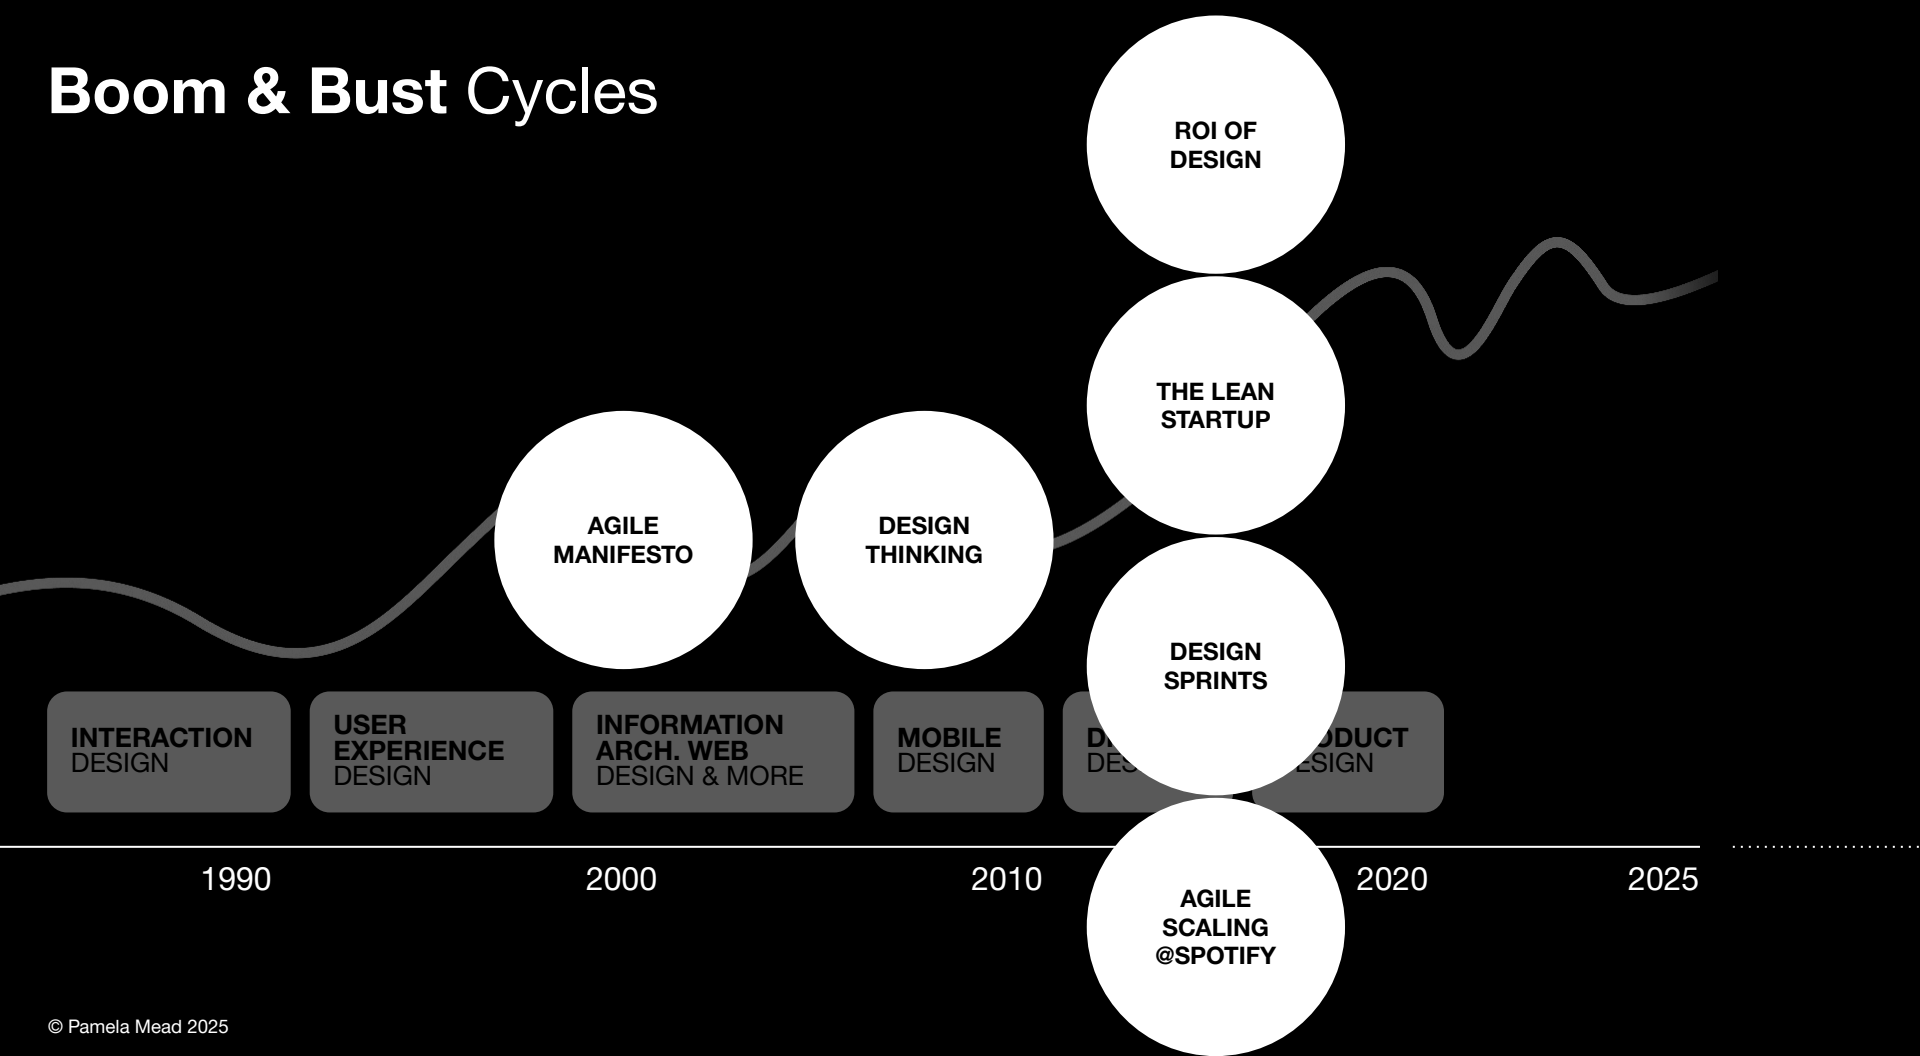 Boom & Bust Cycles
ROI OF
DESIGN
THE LEAN
STARTUP
AGILE
MANIFESTO
DESIGN
THINKING
DESIGN
SPRINTS
INTERACTION
DESIGN
USER
EXPERIENCE
DESIGN
INFORMATION
ARCH. WEB
DESIGN & MORE
MOBILE
DESIGN
1990
2000
2010
2020
2025
AGILE
SCALING
@SPOTIFY
© Pamela Mead 2025